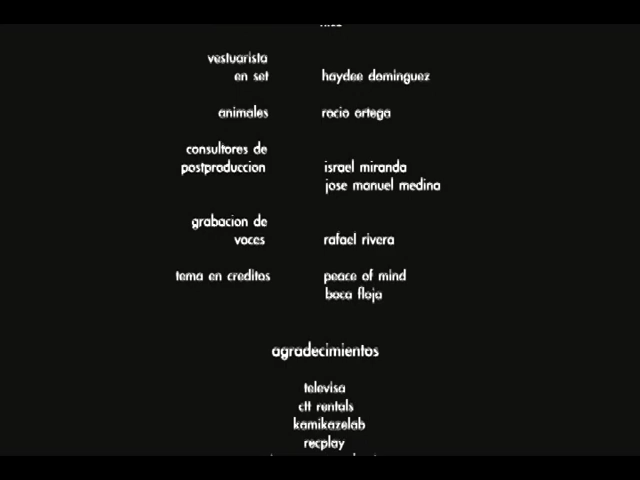 vestuarista
en set haydee dominguez
animales rocio ortega
consultores de
postproduccion israel miranda
jose manuel medina
grabacion de
voces rafael rivera
tema en creditos peace of mind
boca floja
agradecimientos
televisa
ctt rentals
kamikazelab
recplay